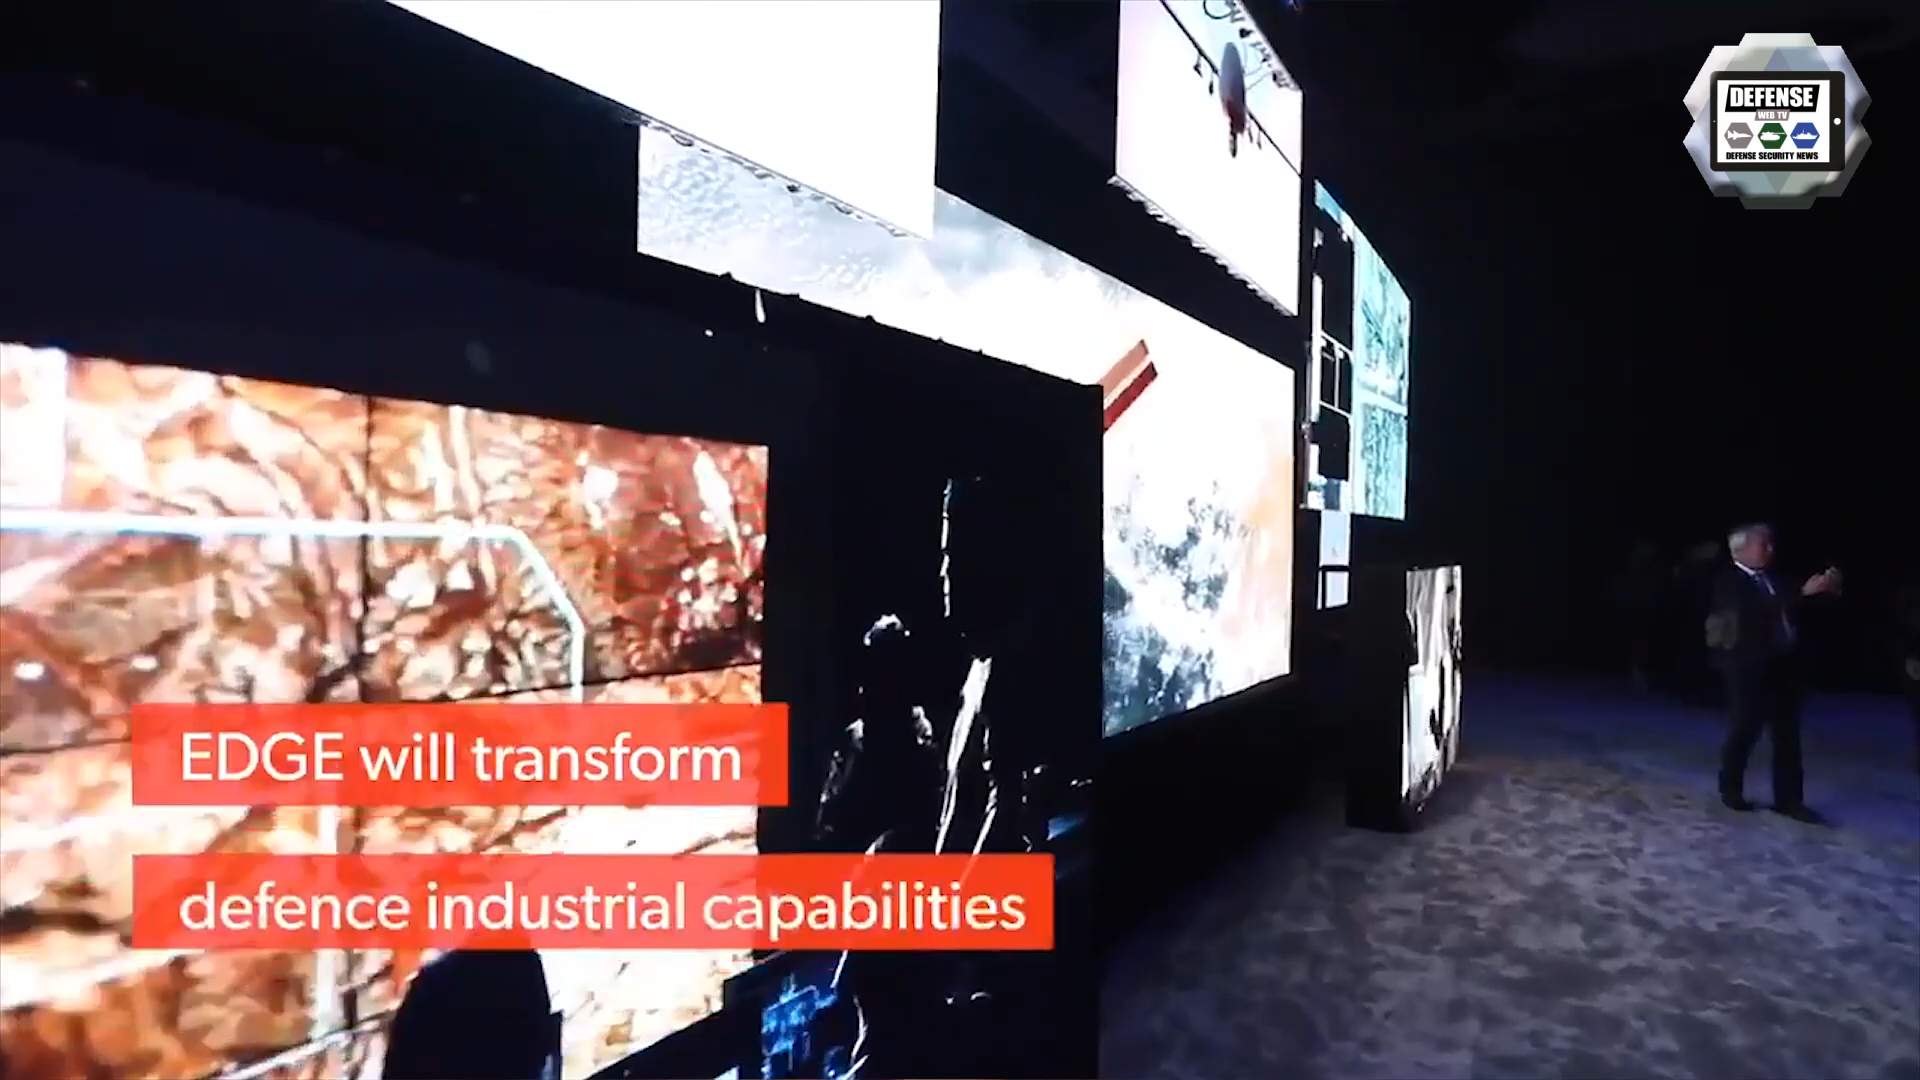 DEFENSE
WEB TV
DEFENSE SECURITY NEWS
EDGE will transform
defence industrial capabilities